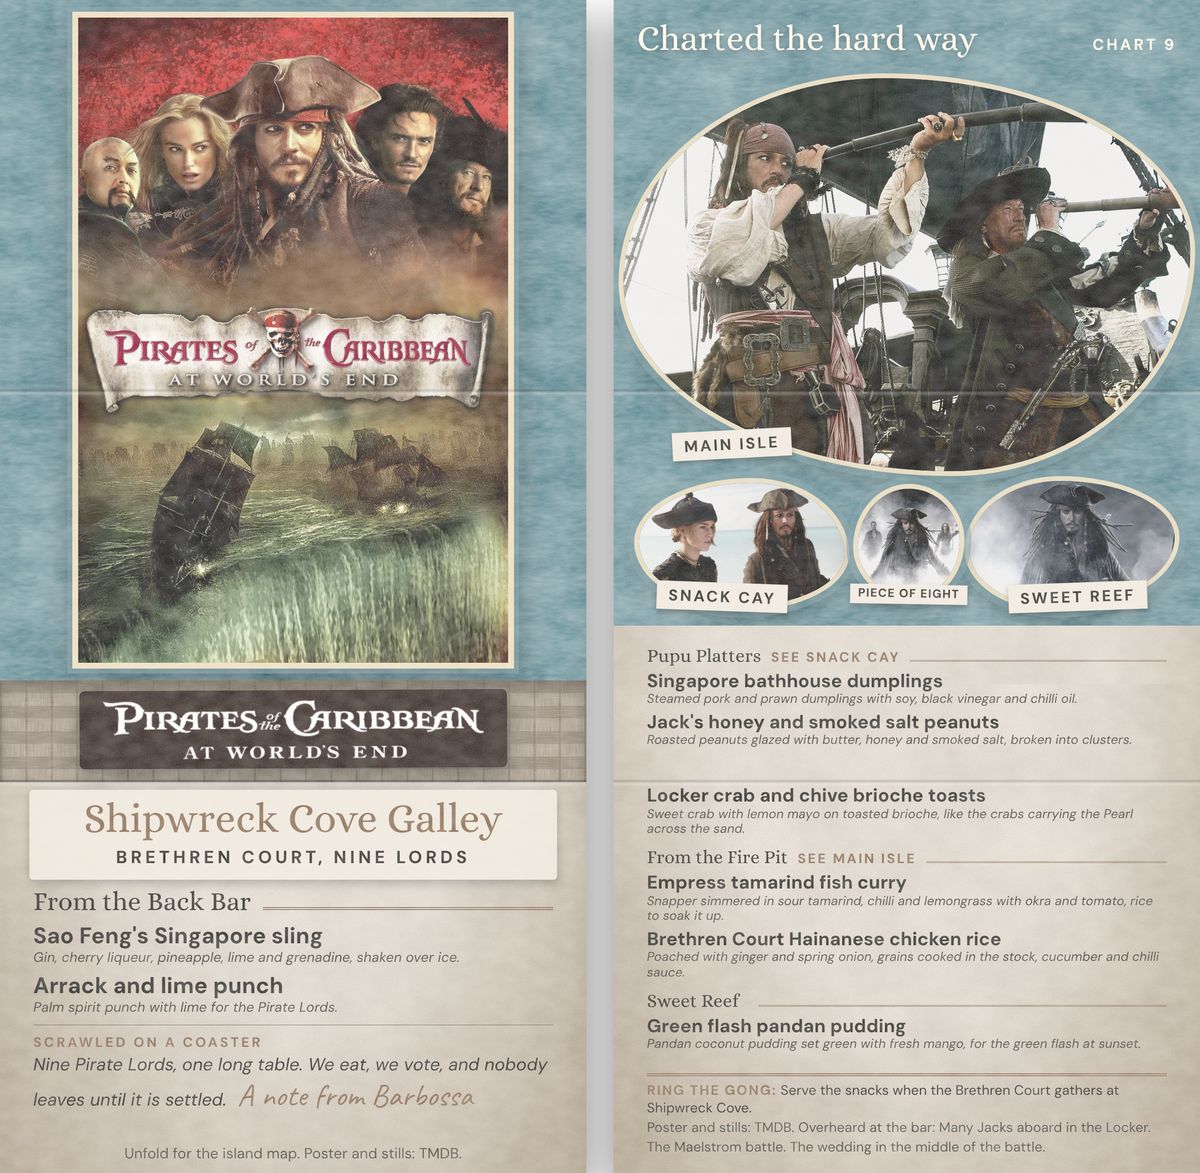 PIRATES of the CARIBBEAN
AT WORLD'S END
PIRATES of the CARIBBEAN
AT WORLD'S END
Shipwreck Cove Galley
BRETHREN COURT, NINE LORDS
From the Back Bar
Sao Feng's Singapore sling
Gin, cherry liqueur, pineapple, lime and grenadine, shaken over ice.
Arrack and lime punch
Palm spirit punch with lime for the Pirate Lords.
SCRAWLED ON A COASTER
Nine Pirate Lords, one long table. We eat, we vote, and nobody
leaves until it is settled. A note from Barbossa
Unfold for the island map. Poster and stills: TMDB.
Charted the hard way
CHART 9
MAIN ISLE
SNACK CAY
PIECE OF EIGHT
SWEET REEF
Pupu Platters SEE SNACK CAY
Singapore bathhouse dumplings
Steamed pork and prawn dumplings with soy, black vinegar and chilli oil.
Jack's honey and smoked salt peanuts
Roasted peanuts glazed with butter, honey and smoked salt, broken into clusters.
Locker crab and chive brioche toasts
Sweet crab with lemon mayo on toasted brioche, like the crabs carrying the Pearl
across the sand.
From the Fire Pit SEE MAIN ISLE
Empress tamarind fish curry
Snapper simmered in sour tamarind, chilli and lemongrass with okra and tomato, rice
to soak it up.
Brethren Court Hainanese chicken rice
Poached with ginger and spring onion, grains cooked in the stock, cucumber and chilli
sauce.
Sweet Reef
Green flash pandan pudding
Pandan coconut pudding set green with fresh mango, for the green flash at sunset.
RING THE GONG: Serve the snacks when the Brethren Court gathers at
Shipwreck Cove.
Poster and stills: TMDB. Overheard at the bar: Many Jacks aboard in the Locker.
The Maelstrom battle. The wedding in the middle of the battle.